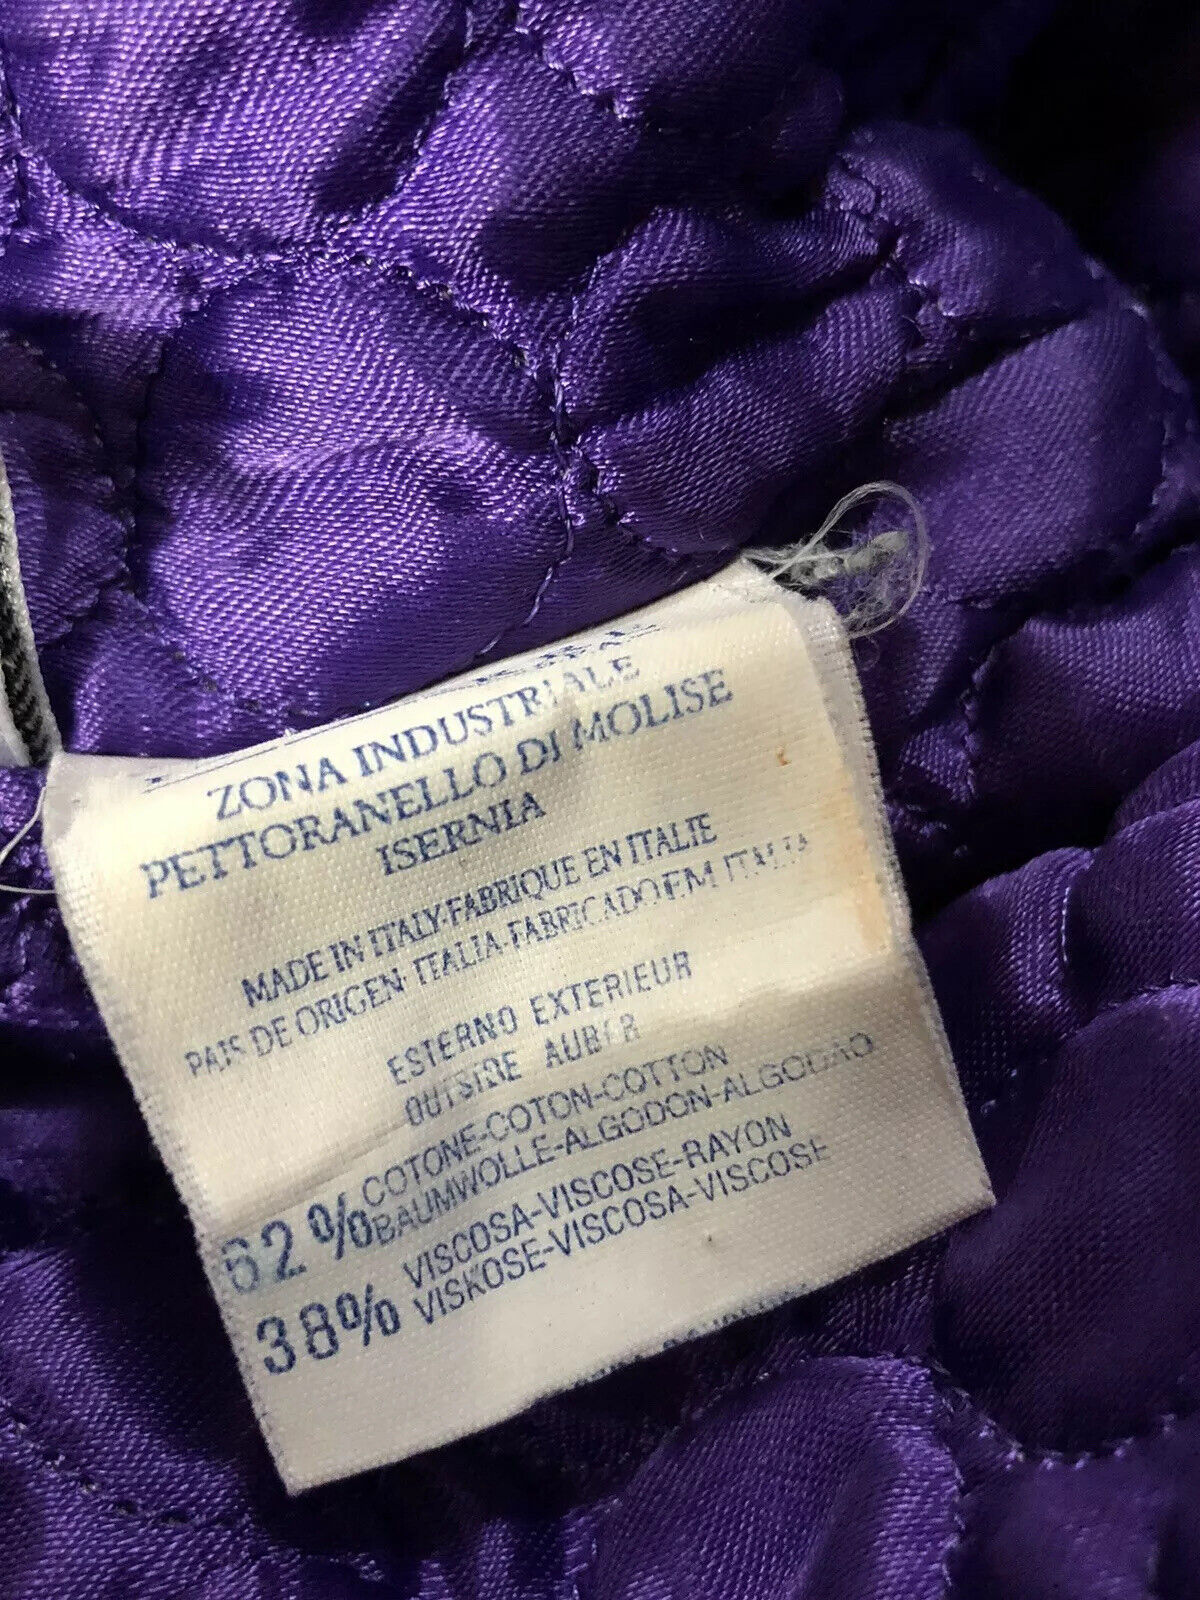 ZONA INDUSTRIALE
PETTORANELLO DI MOLISE
ISERNIA
MADE IN ITALY-FABRIQUE EN ITALIE
PAIS DE ORIGEN-ITALIA-FABRICADO EM ITALIA
ESTERNO EXTERIEUR
OUTSIDE AUBER
62% COTONE-COTON-COTTON
BAUMWOLLE-ALGODON-ALGODAO
38% VISCOSA-VISCOSE-RAYON
VISKOSE-VISCOSA-VISCOSE